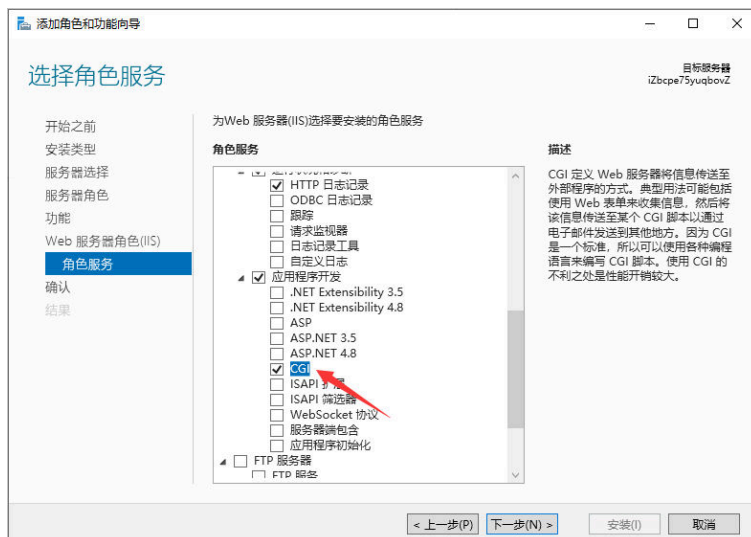 添加角色和功能向导
选择角色服务
目标服务器
iZbcpe75yuqbovZ
开始之前
安装类型
服务器选择
服务器角色
功能
Web 服务器角色(IIS)
角色服务
确认
结果
为Web 服务器(IIS)选择要安装的角色服务
角色服务
HTTP 日志记录
ODBC 日志记录
跟踪
请求监视器
日志记录工具
自定义日志
应用程序开发
.NET Extensibility 3.5
.NET Extensibility 4.8
ASP
ASP.NET 3.5
ASP.NET 4.8
CGI
ISAPI
ISAPI 筛选器
WebSocket 协议
服务器端包含
应用程序初始化
FTP 服务器
FTP 服务
描述
CGI 定义 Web 服务器将信息传送至
外部程序的方式。典型用法可能包括
使用 Web 表单来收集信息，然后将
该信息传送至某个 CGI 脚本以通过
电子邮件发送到其他地方。因为 CGI
是一个标准，所以可以使用各种编程
语言来编写 CGI 脚本。使用 CGI 的
不利之处是性能开销较大。
< 上一步(P)
下一步(N) >
安装(I)
取消